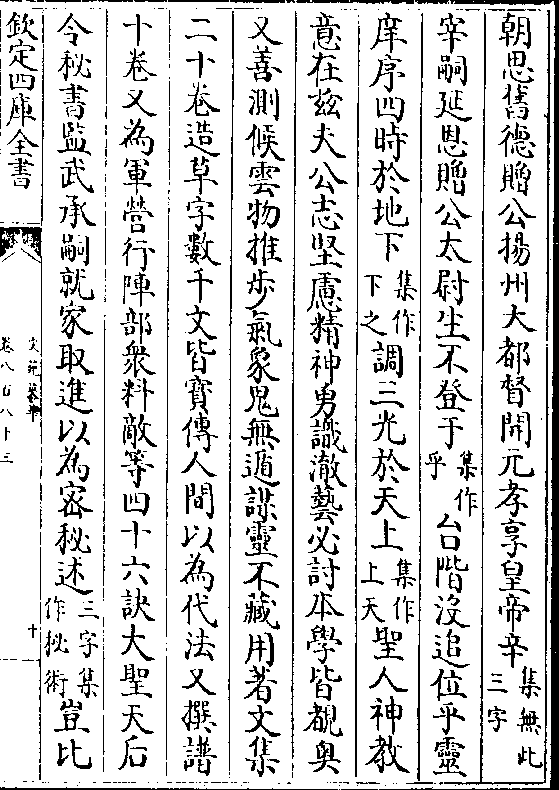 朝思舊德贈公揚州大都督開元孝享皇帝辛集無此三字
宰嗣延恩贈公太尉生不登于集作乎台階沒追位乎靈
庠序四時於地下集作下之調三光於天上集作上天聖人神教
意在玆夫公志堅慮精神勇識澈藝必討本學皆覩奥
又善測候雲物推步氣象鬼無遁謀靈不藏用著文集
二十巻造草字數千文皆寳傳人間以為代法又撰譜
十巻又為軍營行陣部衆料敵等四十六訣大聖天后
令秘書監武承嗣就家取進以為宻秘述三字集作秘術豈比
欽定四庫全書
文苑英華
卷八百八十三
十